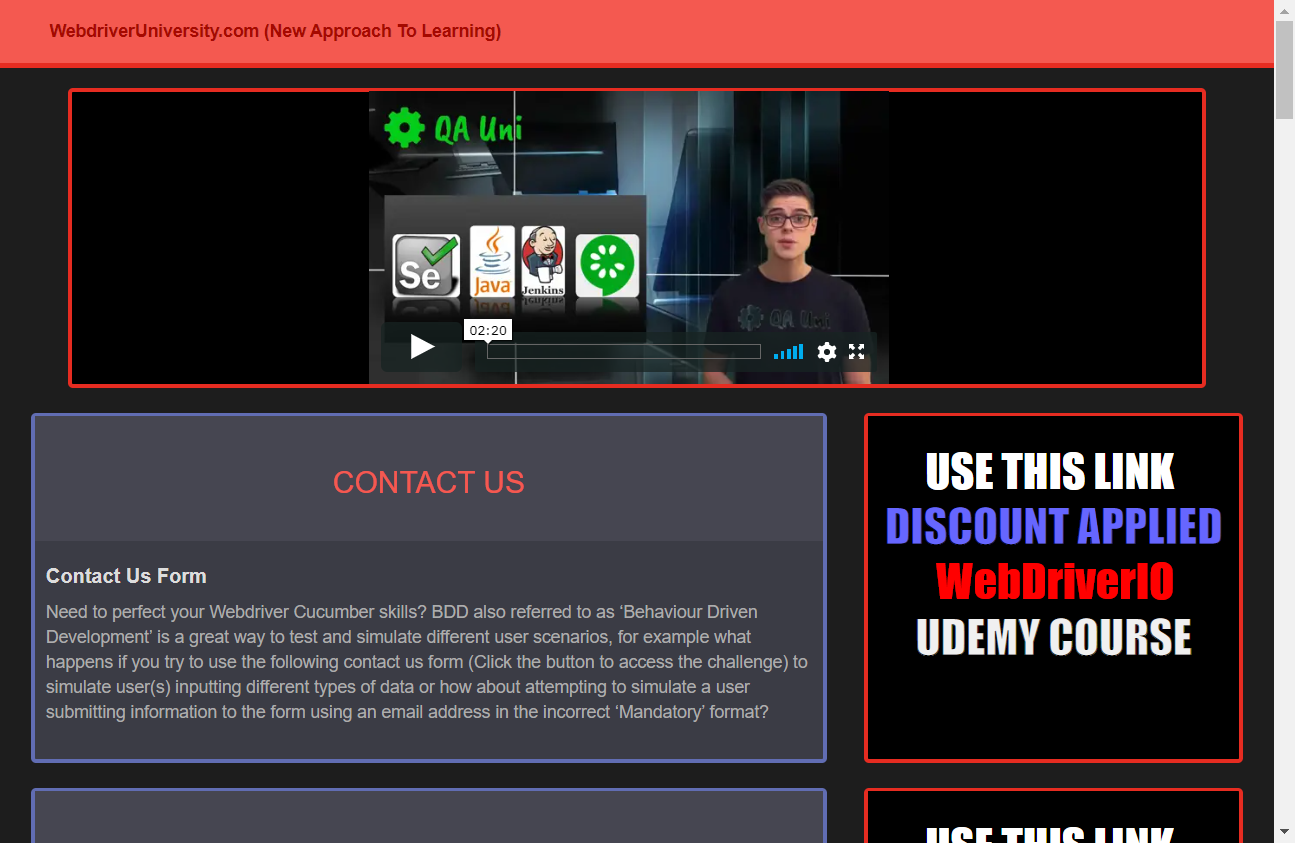 WebdriverUniversity.com (New Approach To Learning)
QA Uni
Se
Java
Jenkins
QA Uni
02:20
CONTACT US
Contact Us Form
Need to perfect your Webdriver Cucumber skills? BDD also referred to as ‘Behaviour Driven
Development’ is a great way to test and simulate different user scenarios, for example what
happens if you try to use the following contact us form (Click the button to access the challenge) to
simulate user(s) inputting different types of data or how about attempting to simulate a user
submitting information to the form using an email address in the incorrect ‘Mandatory’ format?
USE THIS LINK
DISCOUNT APPLIED
WebDriverIO
UDEMY COURSE
USE THIS LINK